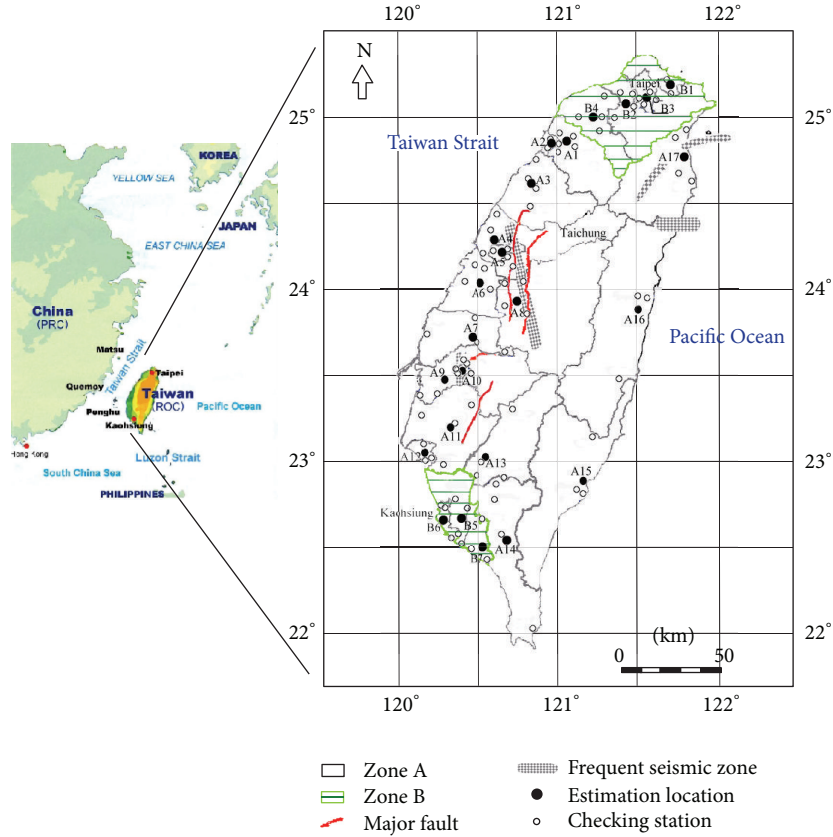 120° 121° 122°
N
25°
24°
23°
22°
25°
24°
23°
22°
120° 121° 122°
Taiwan Strait
Pacific Ocean
Taipei
B1
B2
B3
B4
A1
A2
A3
A17
Taichung
A4
A5
A6
A7
A8
A9
A10
A11
A12
A13
A14
A15
A16
Kaohsiung
B5
B6
B7
(km)
0 50
KOREA
YELLOW SEA
JAPAN
EAST CHINA SEA
China
(PRC)
Matsu
Taiwan Strait
Taipei
Quemoy
Taiwan
(ROC)
Penghu
Pacific Ocean
Kaohsiung
Hong Kong
Luzon Strait
South China Sea
PHILIPPINES
Zone A
Zone B
Major fault
Frequent seismic zone
Estimation location
Checking station